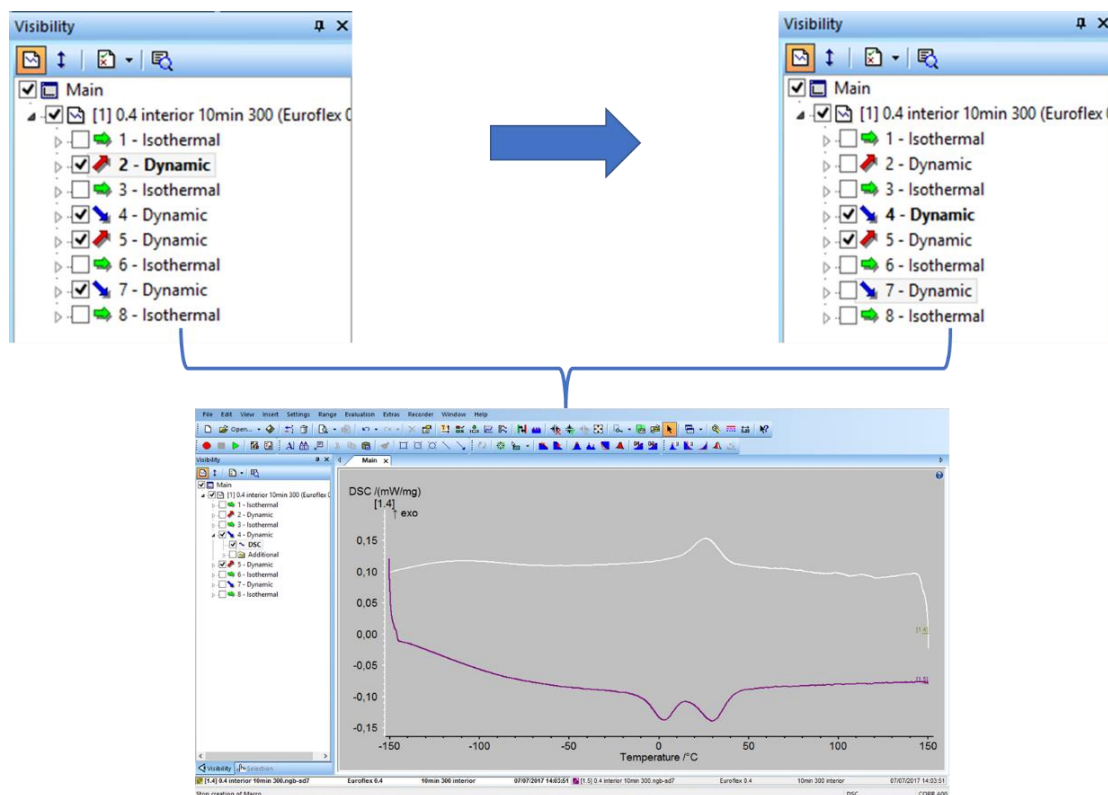 Visibility
Main
[1] 0.4 interior 10min 300 (Euroflex 0
1 - Isothermal
2 - Dynamic
3 - Isothermal
4 - Dynamic
5 - Dynamic
6 - Isothermal
7 - Dynamic
8 - Isothermal
Visibility
Main
[1] 0.4 interior 10min 300 (Euroflex 0
1 - Isothermal
2 - Dynamic
3 - Isothermal
4 - Dynamic
5 - Dynamic
6 - Isothermal
7 - Dynamic
8 - Isothermal
File Edit View Insert Settings Range Evaluation Extras Recorder Window Help
Open...
Visibility
Main
[1] 0.4 interior 10min 300 (Euroflex 0
1 - Isothermal
2 - Dynamic
3 - Isothermal
4 - Dynamic
DSC
Additional
5 - Dynamic
6 - Isothermal
7 - Dynamic
8 - Isothermal
Main
DSC /(mW/mg)
[1.4]
↑ exo
0,15
0,10
0,05
0,00
-0,05
-0,10
-0,15
[1.4]
[1.5]
-150 -100 -50 0 50 100 150
Temperature /°C
Visibility Selection
[1.4] 0.4 interior 10min 300.ngb-sd7 Euroflex 0.4 10min 300 interior 07/07/2017 14:03:51 [1.5] 0.4 interior 10min 300.ngb-sd7 Euroflex 0.4 10min 300 interior 07/07/2017 14:03:51
Stop creation of Macro DSC CORR 400